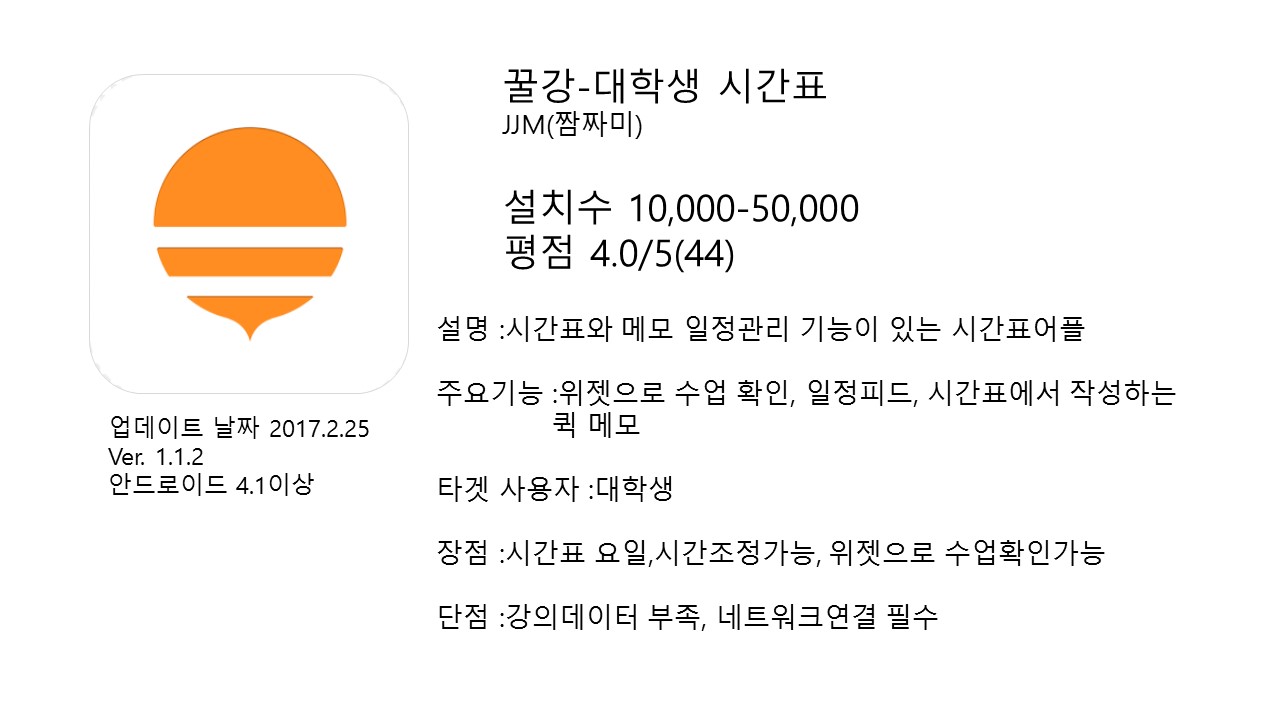 꿀강-대학생 시간표
JJM(짬짜미)
설치수 10,000-50,000
평점 4.0/5(44)
설명 :시간표와 메모 일정관리 기능이 있는 시간표어플
주요기능 :위젯으로 수업 확인, 일정피드, 시간표에서 작성하는
퀵 메모
타겟 사용자 :대학생
장점 :시간표 요일,시간조정가능, 위젯으로 수업확인가능
단점 :강의데이터 부족, 네트워크연결 필수
업데이트 날짜 2017.2.25
Ver. 1.1.2
안드로이드 4.1이상